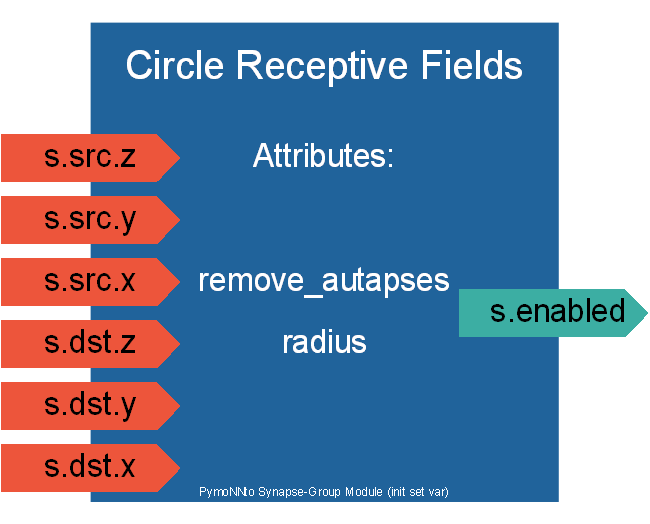 Circle Receptive Fields
s.src.z
Attributes:
s.src.y
s.src.x
remove_autapses
s.enabled
s.dst.z
radius
s.dst.y
s.dst.x
PymoNNto Synapse-Group Module (init set var)